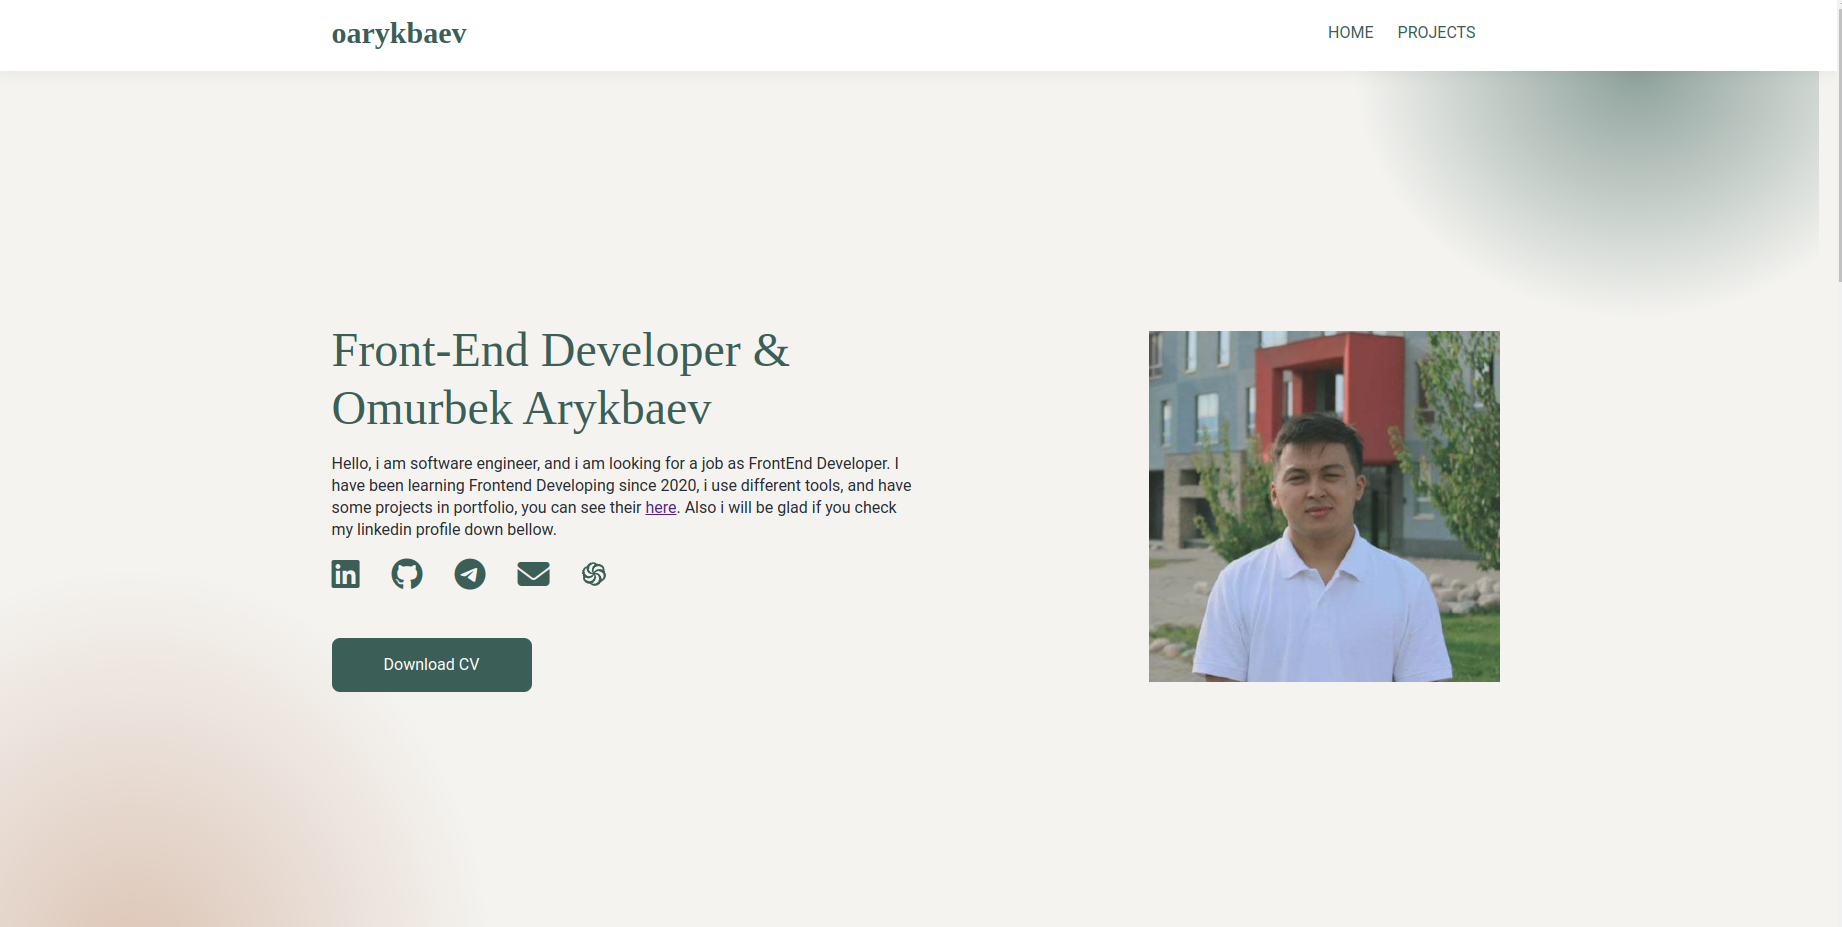 oarykbaev
HOME PROJECTS
Front-End Developer &
Omurbek Arykbaev
Hello, i am software engineer, and i am looking for a job as FrontEnd Developer. I
have been learning Frontend Developing since 2020, i use different tools, and have
some projects in portfolio, you can see their here. Also i will be glad if you check
my linkedin profile down bellow.
in
Download CV